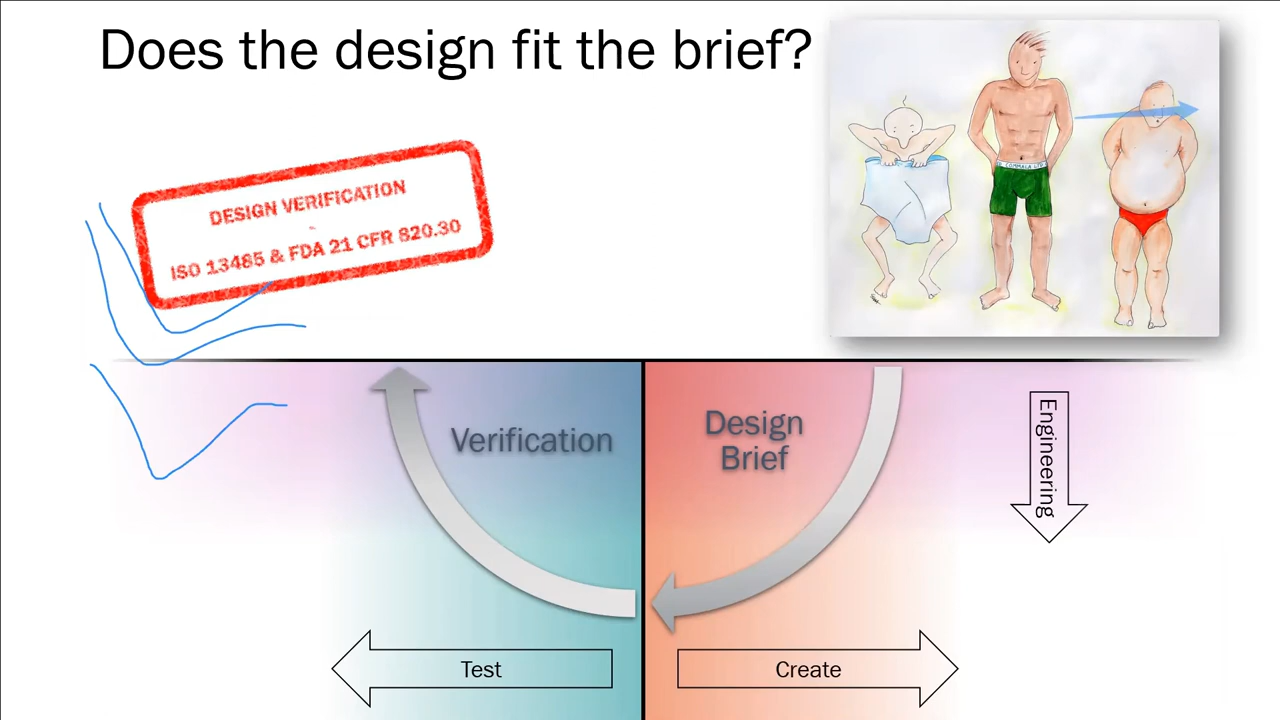 Does the design fit the brief?
DESIGN VERIFICATION
-
ISO 13485 & FDA 21 CFR 820.30
Verification
Design
Brief
Engineering
Test
Create